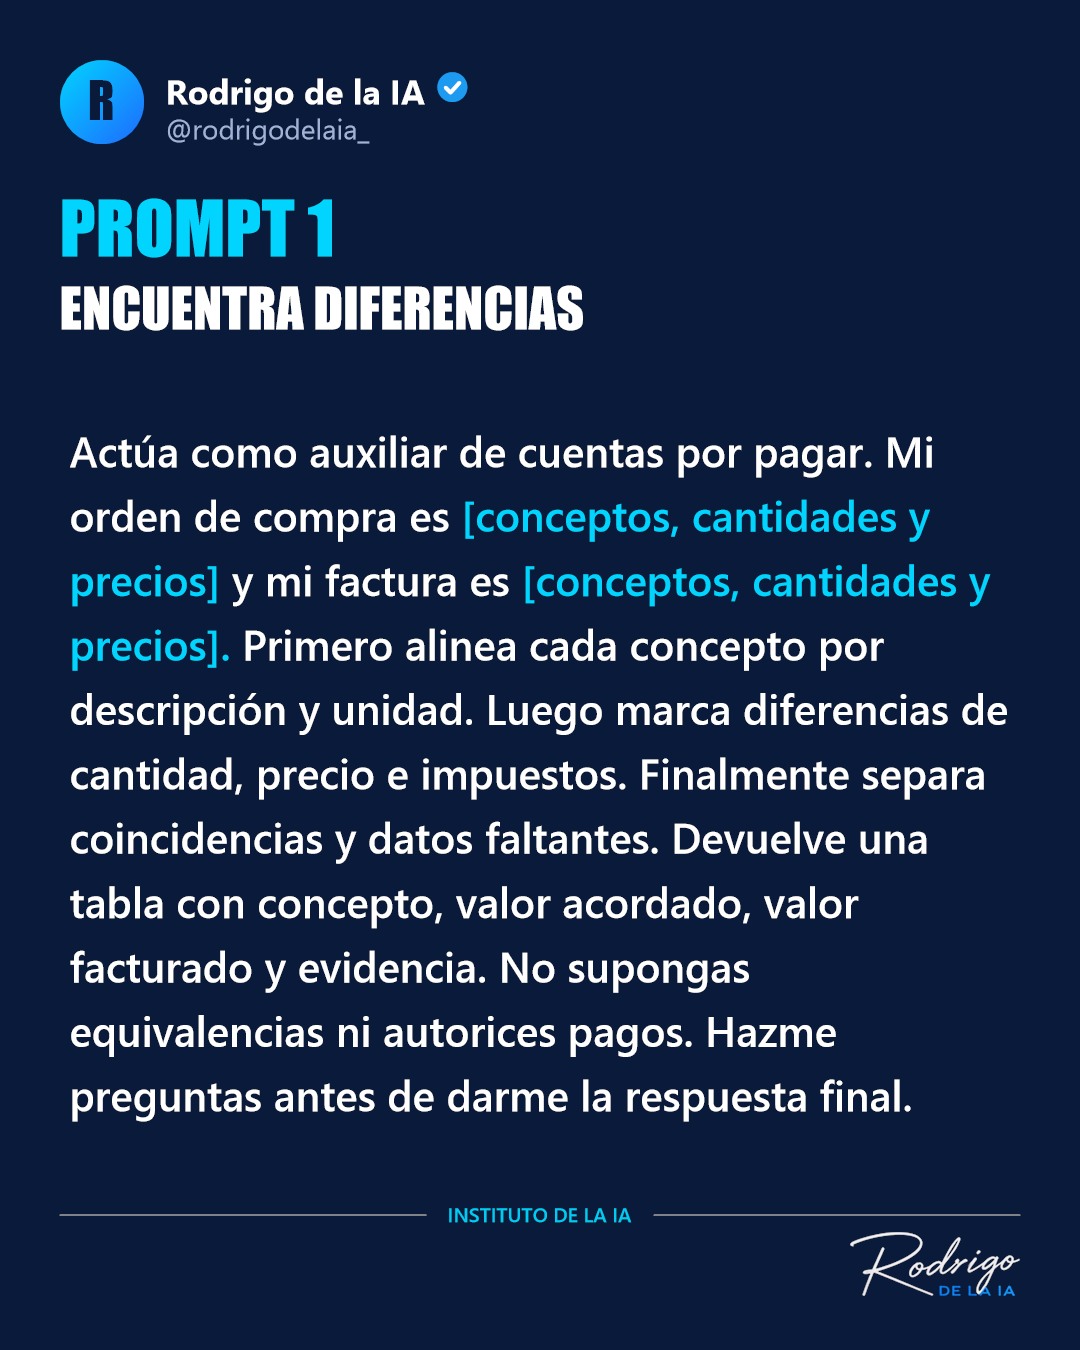 R
Rodrigo de la IA
@rodrigodelaia_
PROMPT 1
ENCUENTRA DIFERENCIAS
Actúa como auxiliar de cuentas por pagar. Mi
orden de compra es [conceptos, cantidades y
precios] y mi factura es [conceptos, cantidades y
precios]. Primero alinea cada concepto por
descripción y unidad. Luego marca diferencias de
cantidad, precio e impuestos. Finalmente separa
coincidencias y datos faltantes. Devuelve una
tabla con concepto, valor acordado, valor
facturado y evidencia. No supongas
equivalencias ni autorices pagos. Hazme
preguntas antes de darme la respuesta final.
INSTITUTO DE LA IA
Rodrigo
DE LA IA